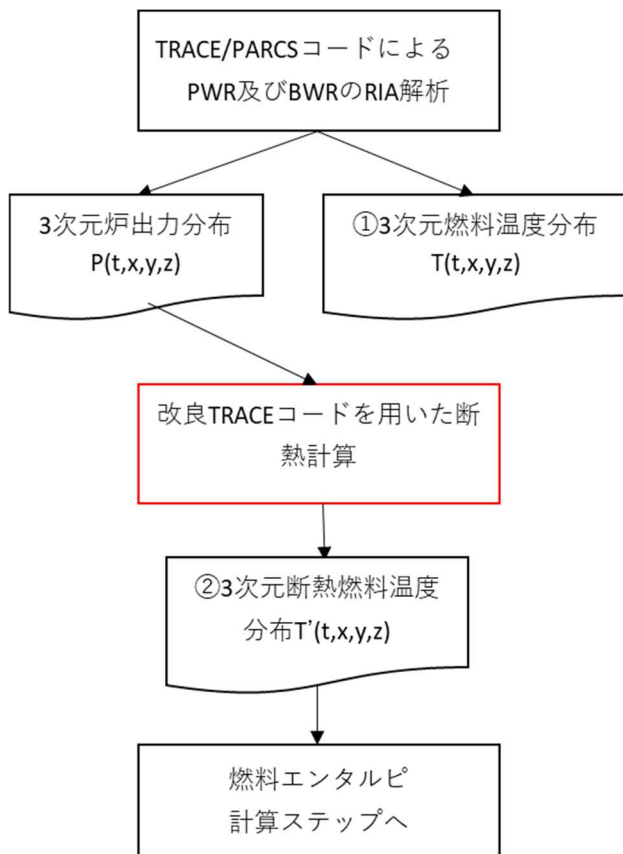 TRACE/PARCSコードによる
PWR及びBWRのRIA解析
3次元炉出力分布
P(t,x,y,z)
①3次元燃料温度分布
T(t,x,y,z)
改良TRACEコードを用いた断
熱計算
②3次元断熱燃料温度
分布T’(t,x,y,z)
燃料エンタルピ
計算ステップへ